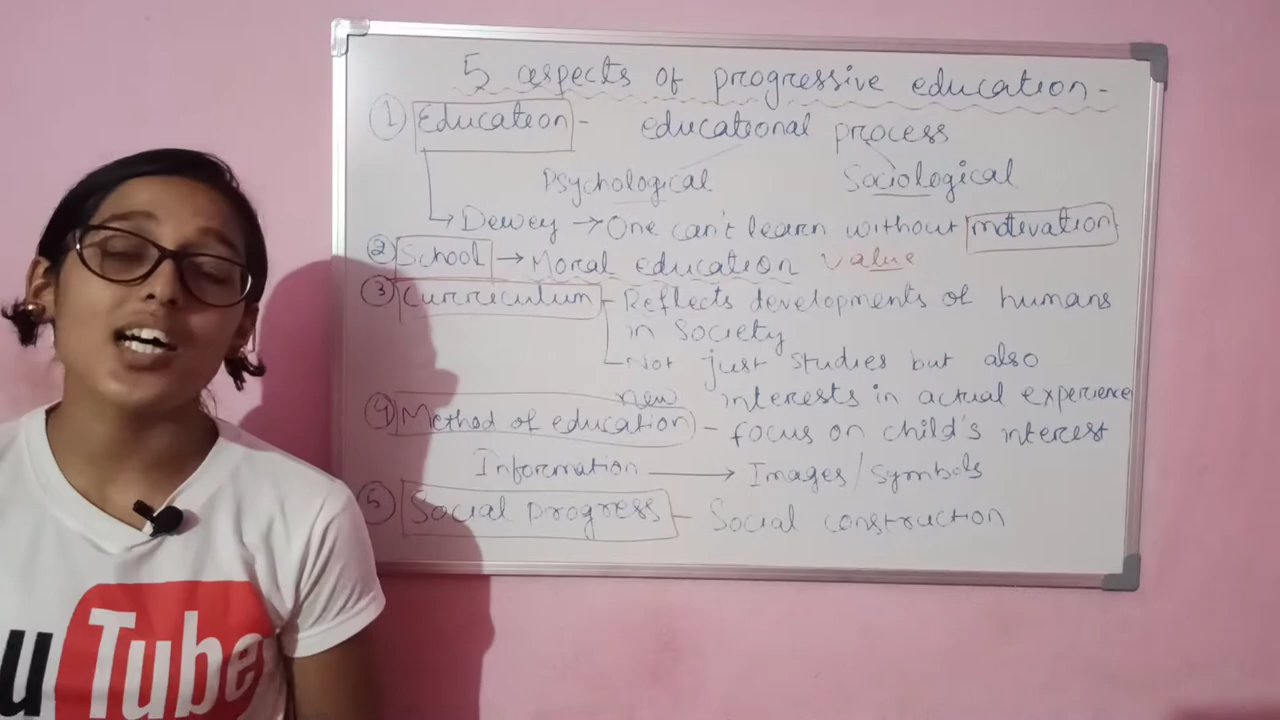 5 aspects of progressive education -
① Education - educational process
Psychological Sociological
→ Dewey → One can't learn without motivation
② School → Moral education value
③ Curriculum - Reflects developments of humans
in Society
Not just studies but also
new interests in actual experience
④ Method of education - focus on child's interest
Information → Images/symbols
⑤ Social progress - Social construction
uTube